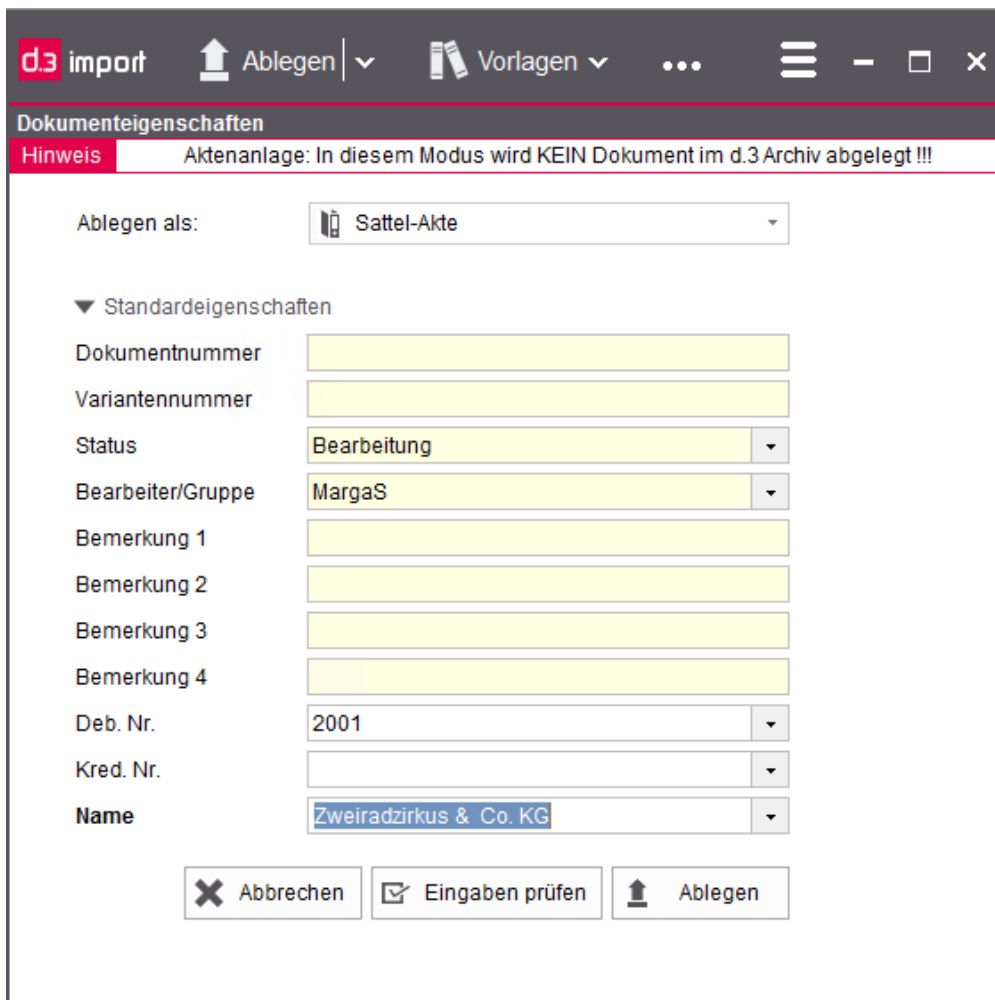 d.3 import Ablegen Vorlagen
Dokumenteigenschaften
Hinweis Aktenanlage: In diesem Modus wird KEIN Dokument im d.3 Archiv abgelegt !!!
Ablegen als: Sattel-Akte
Standardeigenschaften
Dokumentnummer
Variantennummer
Status Bearbeitung
Bearbeiter/Gruppe MargaS
Bemerkung 1
Bemerkung 2
Bemerkung 3
Bemerkung 4
Deb. Nr. 2001
Kred. Nr.
Name Zweiradzirkus & Co. KG
Abbrechen Eingaben prüfen Ablegen